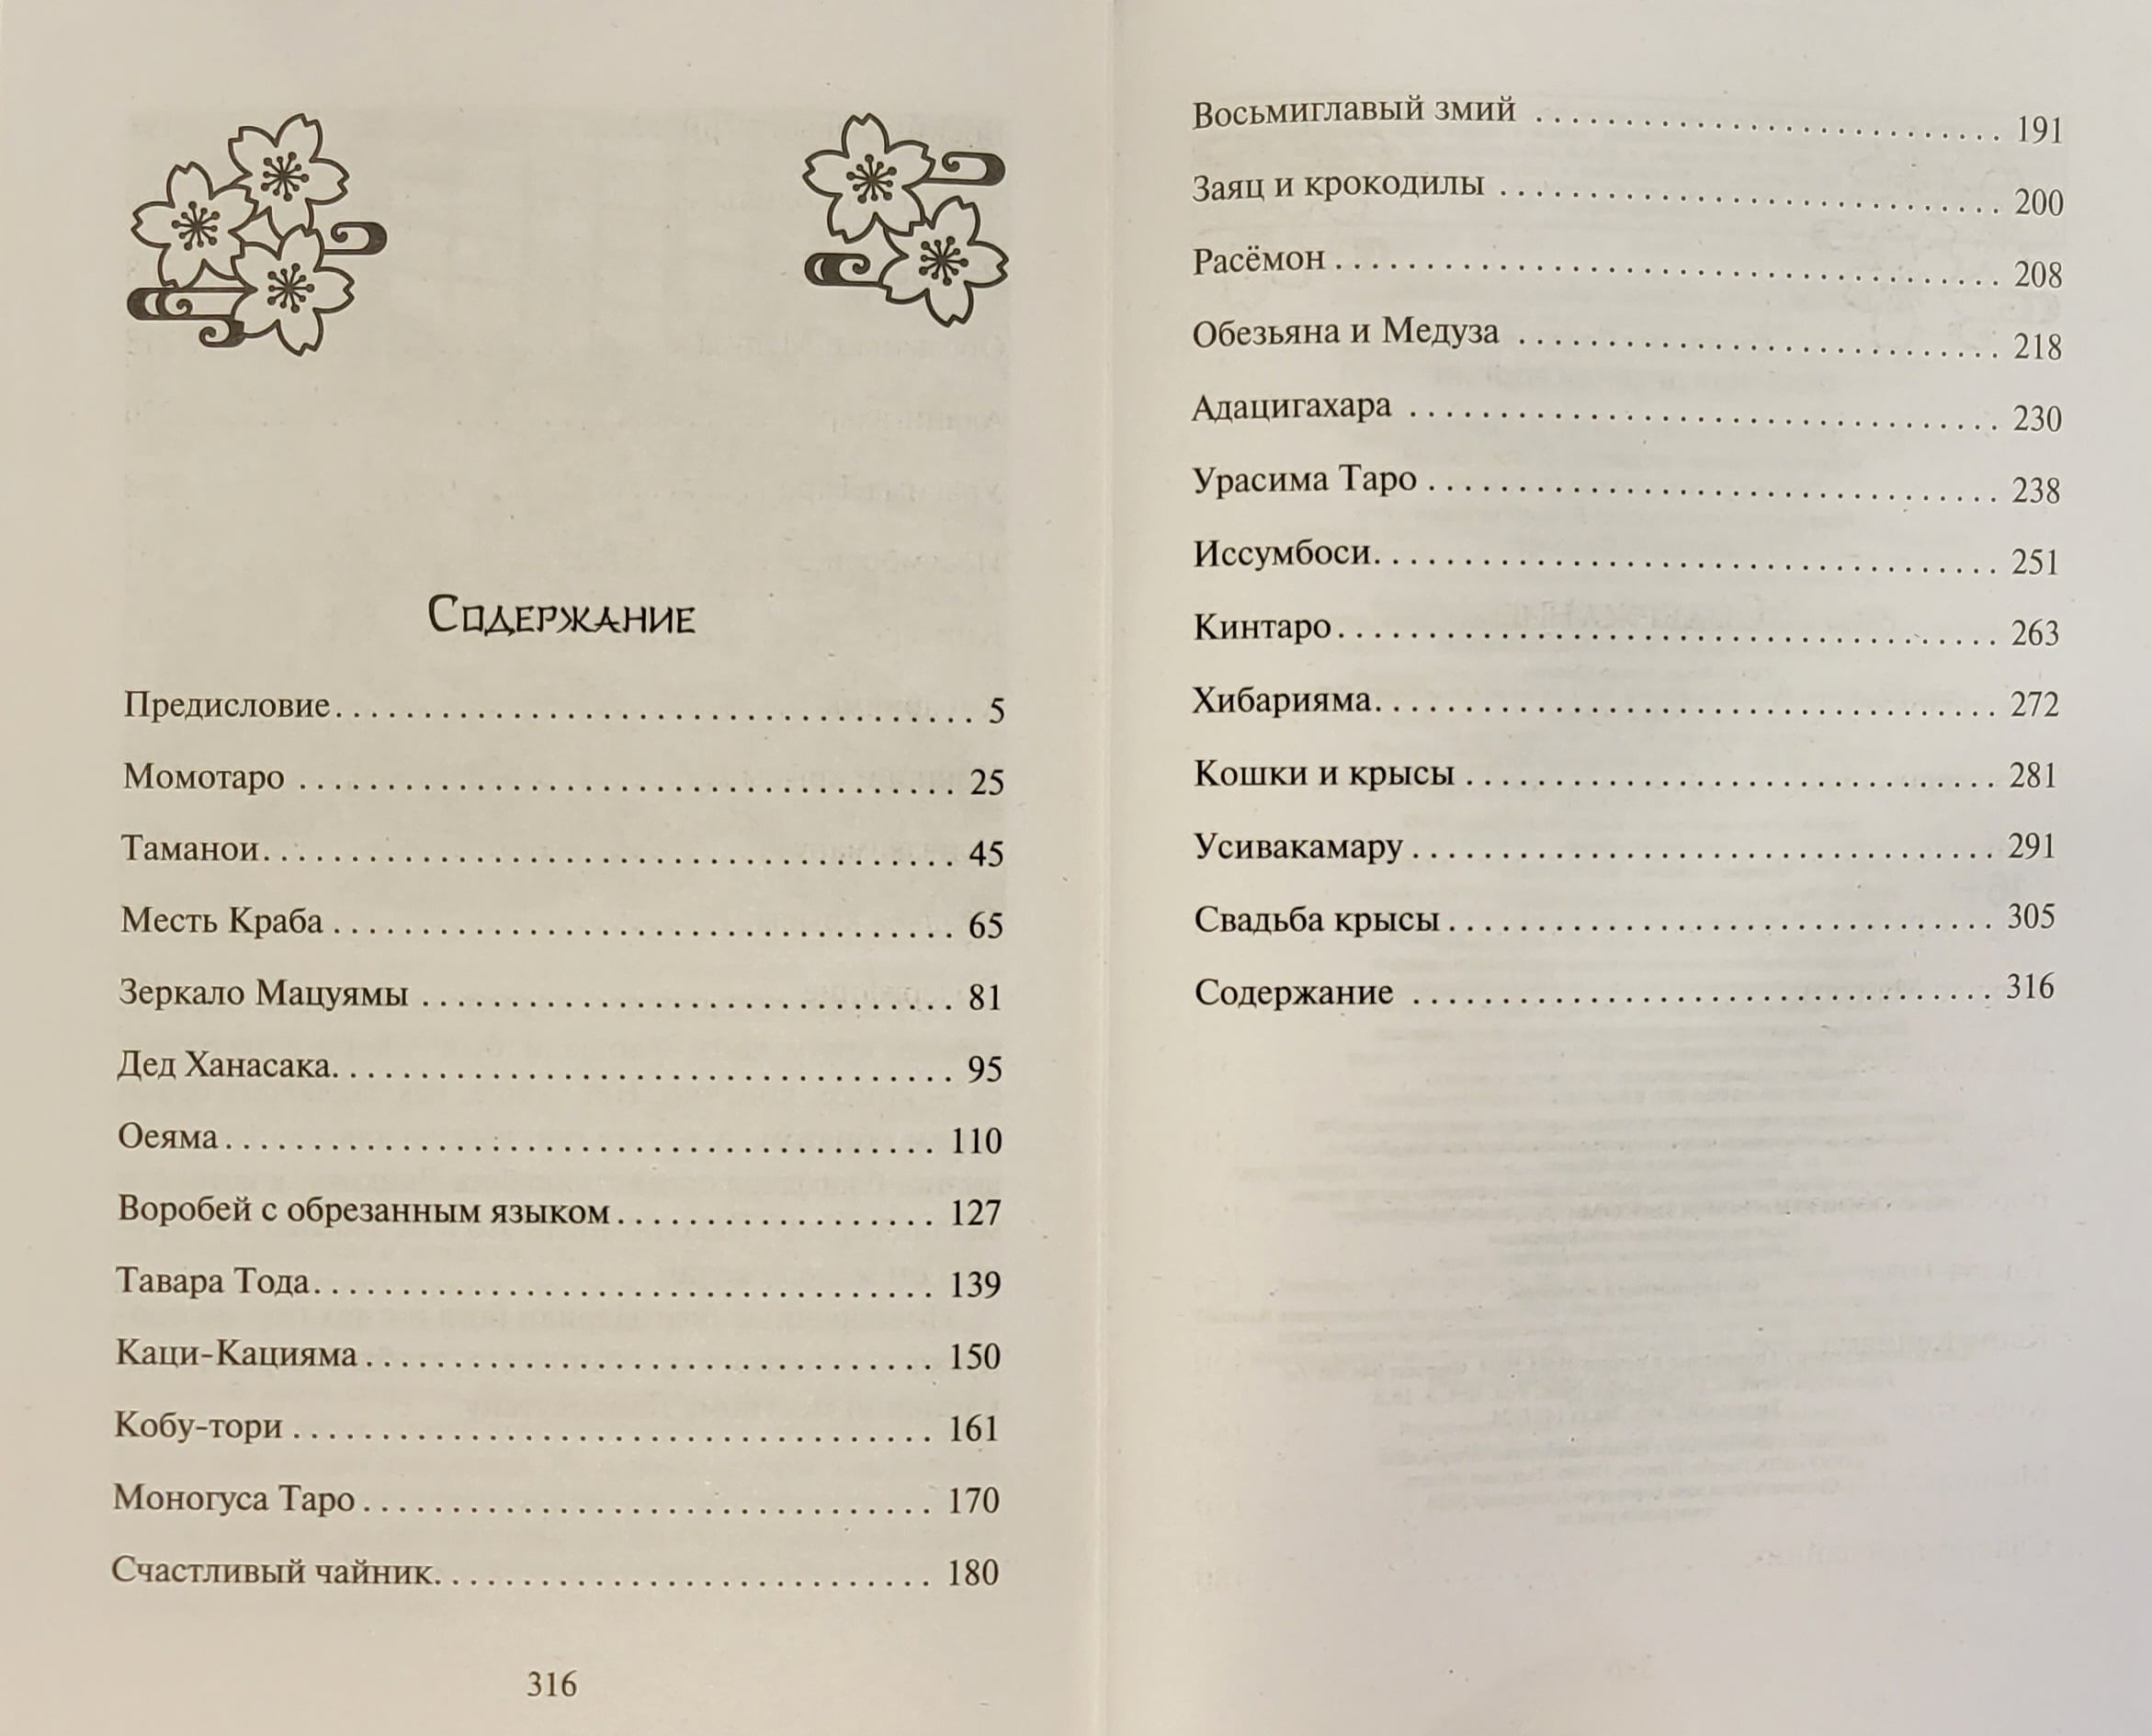 Содержание
Предисловие. . . . . . . . . . . . . . . . . . . . . . . . . . . . . . . . . . . . 5
Момотаро . . . . . . . . . . . . . . . . . . . . . . . . . . . . . . . . . . . . 25
Таманои. . . . . . . . . . . . . . . . . . . . . . . . . . . . . . . . . . . . . . 45
Месть Краба . . . . . . . . . . . . . . . . . . . . . . . . . . . . . . . . . . 65
Зеркало Мацуямы . . . . . . . . . . . . . . . . . . . . . . . . . . . . . 81
Дед Ханасака. . . . . . . . . . . . . . . . . . . . . . . . . . . . . . . . . . 95
Оеяма . . . . . . . . . . . . . . . . . . . . . . . . . . . . . . . . . . . . . . 110
Воробей с обрезанным языком . . . . . . . . . . . . . . . . . 127
Тавара Тода. . . . . . . . . . . . . . . . . . . . . . . . . . . . . . . . . . 139
Каци-Кацияма . . . . . . . . . . . . . . . . . . . . . . . . . . . . . . . 150
Кобу-тори . . . . . . . . . . . . . . . . . . . . . . . . . . . . . . . . . . . 161
Моногуса Таро . . . . . . . . . . . . . . . . . . . . . . . . . . . . . . . 170
Счастливый чайник. . . . . . . . . . . . . . . . . . . . . . . . . . . 180
316
Восьмиглавый змий . . . . . . . . . . . . . . . . . . . . . . . . . . 191
Заяц и крокодилы . . . . . . . . . . . . . . . . . . . . . . . . . . . . 200
Расёмон . . . . . . . . . . . . . . . . . . . . . . . . . . . . . . . . . . . . . 208
Обезьяна и Медуза . . . . . . . . . . . . . . . . . . . . . . . . . . . 218
Адацигахара . . . . . . . . . . . . . . . . . . . . . . . . . . . . . . . . . 230
Урасима Таро . . . . . . . . . . . . . . . . . . . . . . . . . . . . . . . . 238
Иссумбоси. . . . . . . . . . . . . . . . . . . . . . . . . . . . . . . . . . . 251
Кинтаро . . . . . . . . . . . . . . . . . . . . . . . . . . . . . . . . . . . . . 263
Хибарияма. . . . . . . . . . . . . . . . . . . . . . . . . . . . . . . . . . . 272
Кошки и крысы . . . . . . . . . . . . . . . . . . . . . . . . . . . . . . 281
Усивакамару . . . . . . . . . . . . . . . . . . . . . . . . . . . . . . . . . 291
Свадьба крысы . . . . . . . . . . . . . . . . . . . . . . . . . . . . . . . 305
Содержание . . . . . . . . . . . . . . . . . . . . . . . . . . . . . . . . . 316